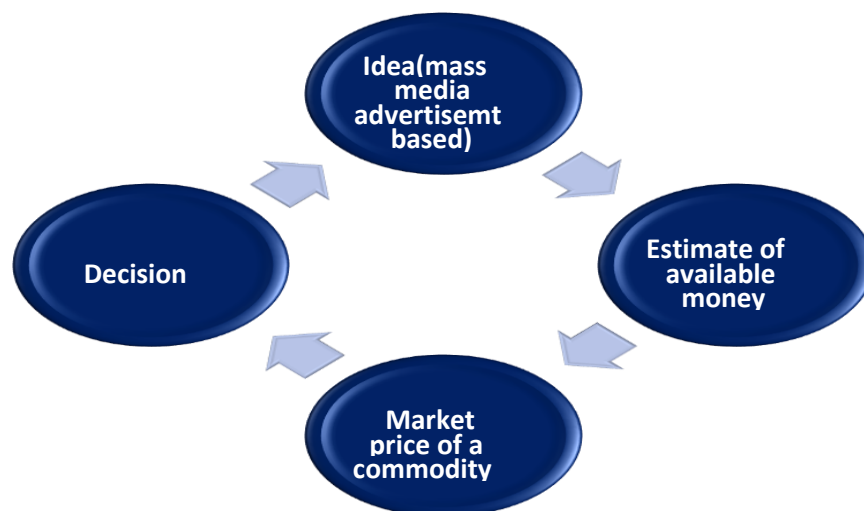 Idea(mass
media
advertisemt
based)
Estimate of
available
money
Market
price of a
commodity
Decision